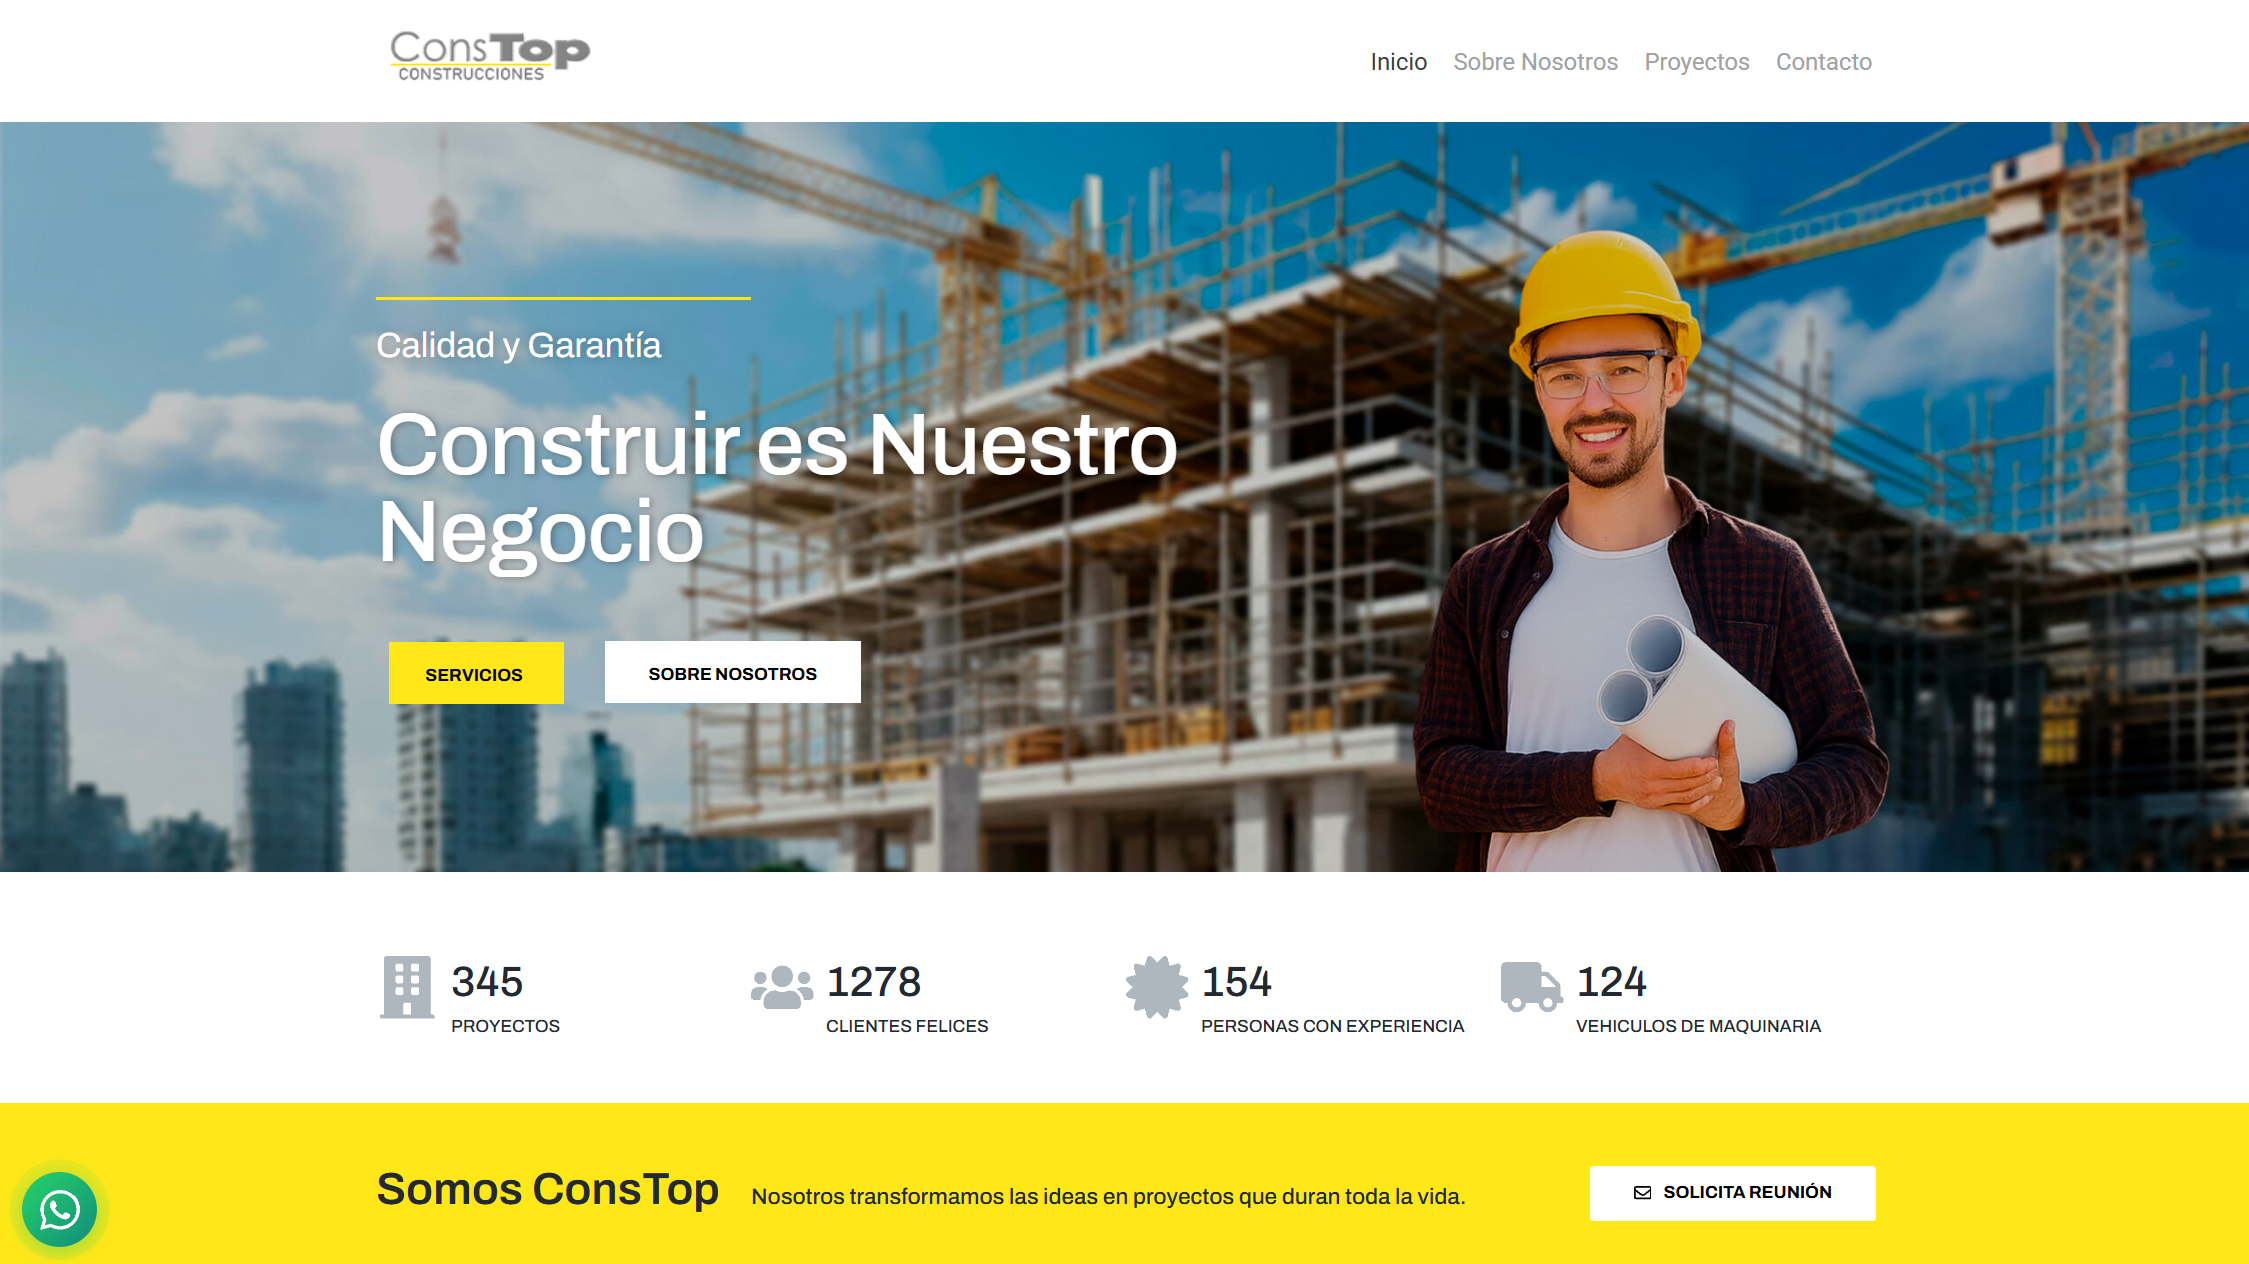 ConsTop
CONSTRUCCIONES
Inicio Sobre Nosotros Proyectos Contacto
Calidad y Garantía
Construir es Nuestro
Negocio
SERVICIOS SOBRE NOSOTROS
345
PROYECTOS
1278
CLIENTES FELICES
154
PERSONAS CON EXPERIENCIA
124
VEHICULOS DE MAQUINARIA
Somos ConsTop
Nosotros transformamos las ideas en proyectos que duran toda la vida.
SOLICITA REUNIÓN